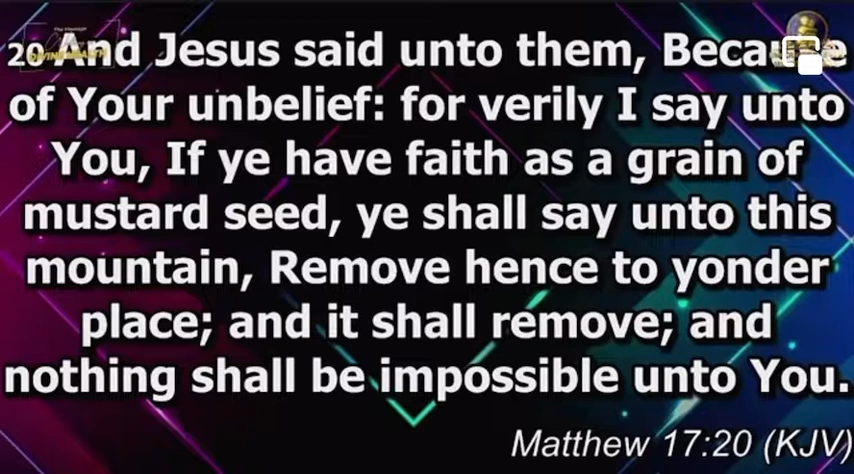 20 And Jesus said unto them, Because
of Your unbelief: for verily I say unto
You, If ye have faith as a grain of
mustard seed, ye shall say unto this
mountain, Remove hence to yonder
place; and it shall remove; and
nothing shall be impossible unto You.
Matthew 17:20 (KJV)